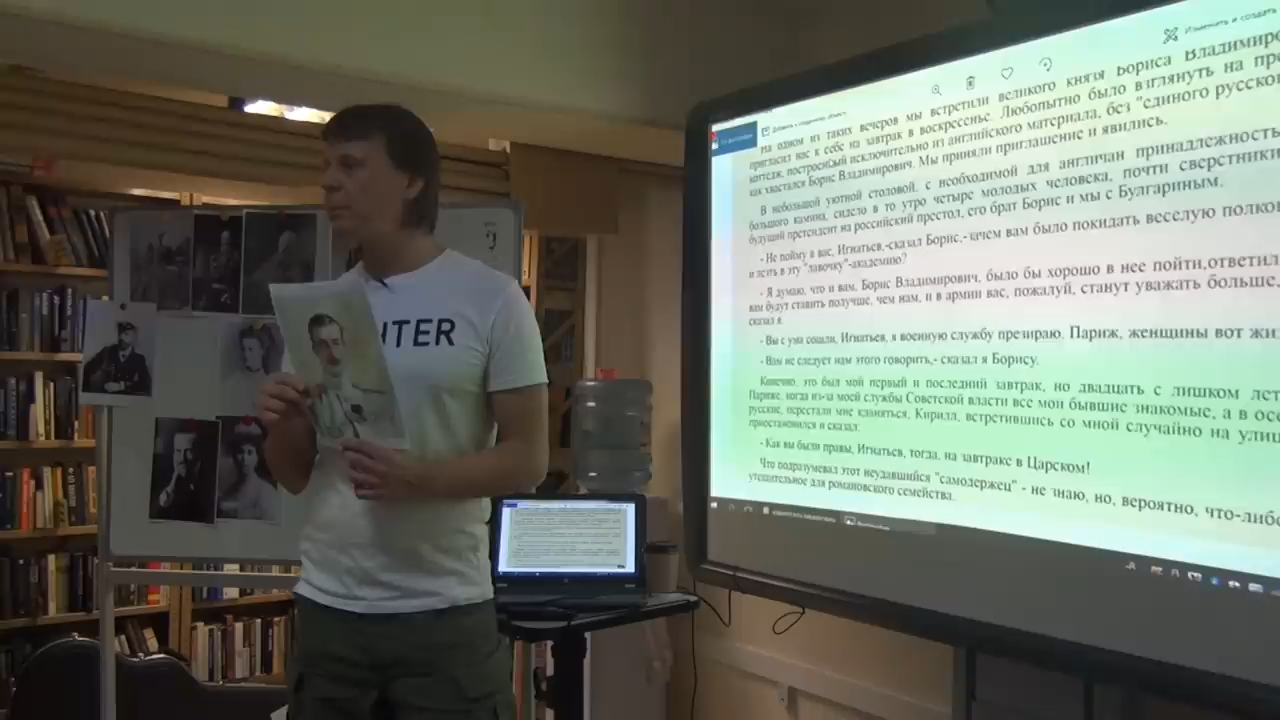 HTER
Изменить и создать
На одном из таких вечеров мы встретили великого князя Бориса Владимиро
пригласил нас к себе на завтрак в воскресенье. Любопытно было взглянуть на пре
коттедж, построенный исключительно из английского материала, без "единого русско
как хвастался Борис Владимирович. Мы приняли приглашение и явились.
В небольшой уютной столовой, с необходимой для англичан принадлежность
большого камина, сидело в то утро четыре молодых человека, почти сверстники
будущий претендент на российский престол, его брат Борис и мы с Булгариным.
- Не пойму я вас, Игнатьев,-сказал Борис,-зачем вам было покидать веселую полко
и лезть в эту "лавочку"-академию?
- Я думаю, что и вам, Борис Владимирович, было бы хорошо в нее пойти,ответил
вам будут ставить получше, чем нам, и в армии вас, пожалуй, станут уважать больше,
сказал я.
- Вы с ума сошли, Игнатьев, я военную службу презираю. Париж, женщины вот жи
- Вам не следует нам этого говорить,- сказал я Борису.
Конечно, это был мой первый и последний завтрак, но двадцать с лишком лет
Париже, когда из-за моей службы Советской власти все мои бывшие знакомые, а в осо
русские, перестали мне кланяться, Кирилл, встретившись со мной случайно на улиц
приостановился и сказал:
- Как вы были правы, Игнатьев, тогда, на завтраке в Царском!
Что подразумевал этот неудавшийся "самодержец" - не знаю, но, вероятно, что-либо
утешительное для романовского семейства.